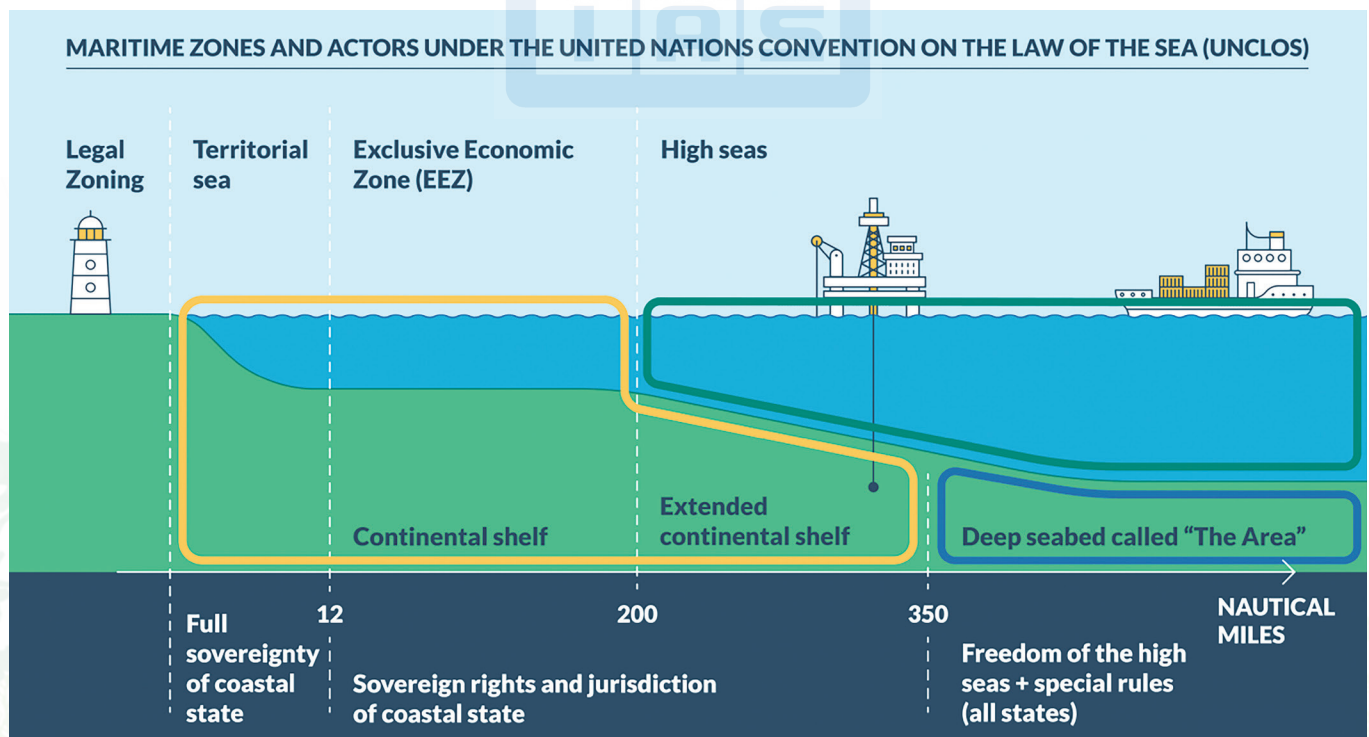 IAS
MARITIME ZONES AND ACTORS UNDER THE UNITED NATIONS CONVENTION ON THE LAW OF THE SEA (UNCLOS)
Legal
Zoning
Territorial
sea
Exclusive Economic
Zone (EEZ)
High seas
Continental shelf
Extended
continental shelf
Deep seabed called “The Area”
12
200
350
NAUTICAL
MILES
Full
sovereignty
of coastal
state
Sovereign rights and jurisdiction
of coastal state
Freedom of the high
seas + special rules
(all states)